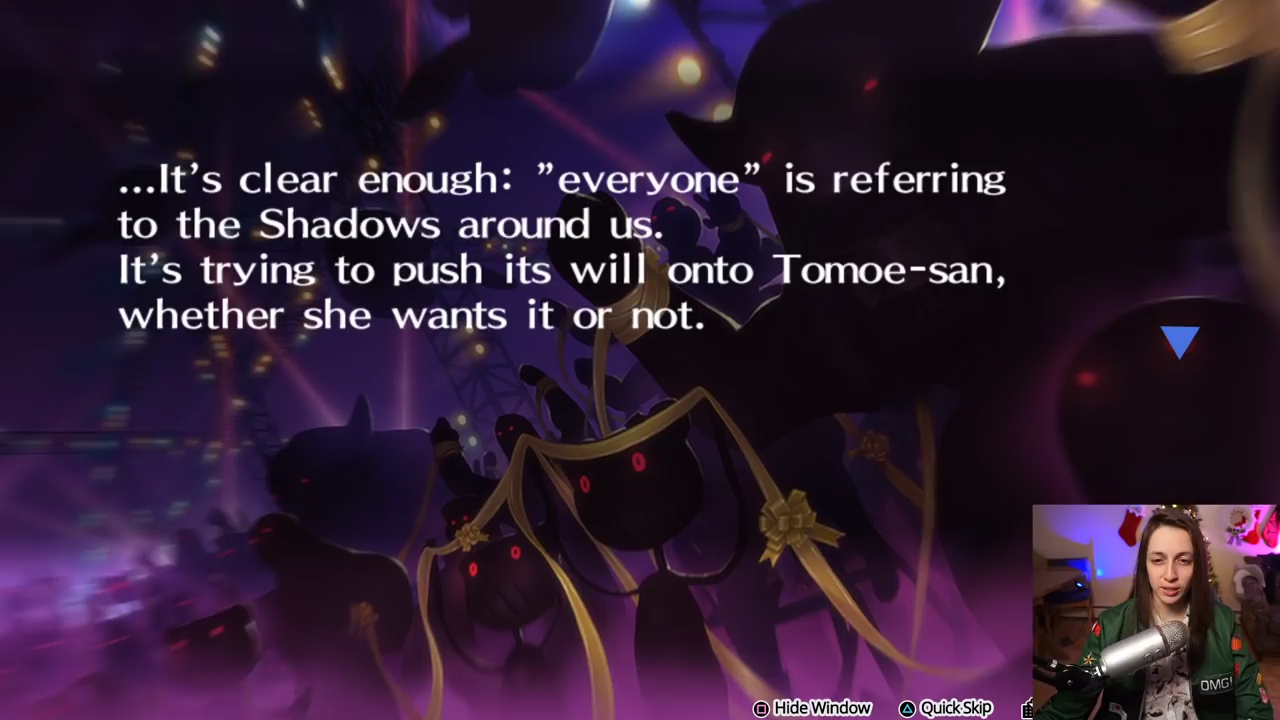 ...It's clear enough: "everyone" is referring
to the Shadows around us.
It's trying to push its will onto Tomoe-san,
whether she wants it or not.
Hide Window Quick Skip
OMG!